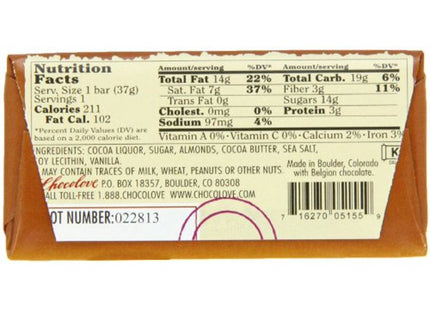 Nutrition
Facts
Serv. Size 1 bar (37g)
Servings 1
Calories 211
Fat Cal. 102
*Percent Daily Values (DV) are
based on a 2,000 calorie diet.
Amount/serving %DV*
Total Fat 14g 22%
Sat. Fat 7g 37%
Trans Fat 0g
Cholest. 0mg 0%
Sodium 97mg 4%
Amount/serving %DV*
Total Carb. 19g 6%
Fiber 3g 11%
Sugars 14g
Protein 3g
Vitamin A 0% · Vitamin C 0% · Calcium 2% · Iron 3%
INGREDIENTS: COCOA LIQUOR, SUGAR, ALMONDS, COCOA BUTTER, SEA SALT,
SOY LECITHIN, VANILLA.
MAY CONTAIN TRACES OF MILK, WHEAT, PEANUTS OR OTHER NUTS.
Chocolove P.O. BOX 18357, BOULDER, CO 80308
CALL TOLL-FREE 1.888.CHOCOLOVE
LOT NUMBER:022813
Made in Boulder, Colorado
with Belgian chocolate.
K
7 16270 05155 9